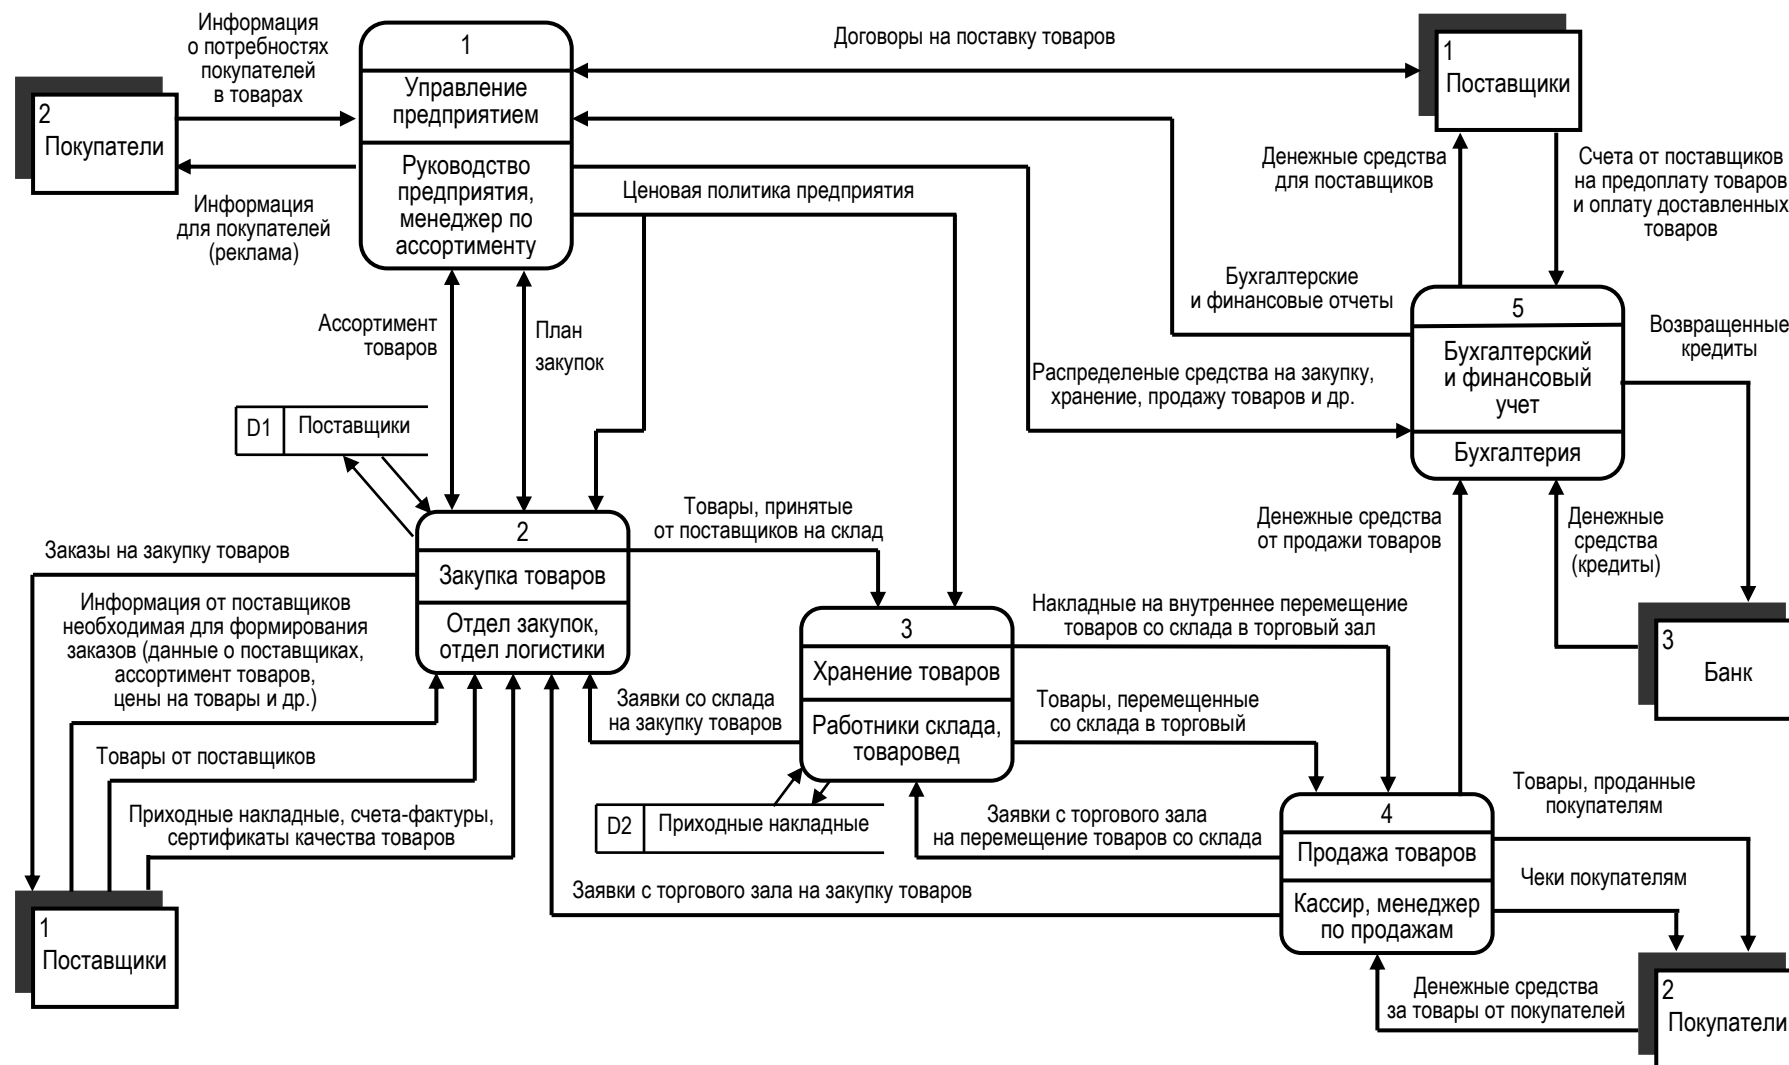 Информация
о потребностях
покупателей
в товарах
2
Покупатели
Информация
для покупателей
(реклама)
1
Управление
предприятием
Руководство
предприятия,
менеджер по
ассортименту
Договоры на поставку товаров
1
Поставщики
Ценовая политика предприятия
Денежные средства
для поставщиков
Счета от поставщиков
на предоплату товаров
и оплату доставленных
товаров
Бухгалтерские
и финансовые отчеты
Ассортимент
товаров
План
закупок
5
Бухгалтерский
и финансовый
учет
Бухгалтерия
Возвращенные
кредиты
Распределеные средства на закупку,
хранение, продажу товаров и др.
D1
Поставщики
Товары, принятые
от поставщиков на склад
Денежные средства
от продажи товаров
Денежные
средства
(кредиты)
Заказы на закупку товаров
2
Закупка товаров
Отдел закупок,
отдел логистики
Информация от поставщиков
необходимая для формирования
заказов (данные о поставщиках,
ассортимент товаров,
цены на товары и др.)
3
Хранение товаров
Работники склада,
товаровед
Накладные на внутреннее перемещение
товаров со склада в торговый зал
3
Банк
Заявки со склада
на закупку товаров
Товары, перемещенные
со склада в торговый
Товары от поставщиков
Приходные накладные, счета-фактуры,
сертификаты качества товаров
D2
Приходные накладные
Заявки с торгового зала
на перемещение товаров со склада
4
Продажа товаров
Кассир, менеджер
по продажам
Товары, проданные
покупателям
Чеки покупателям
Заявки с торгового зала на закупку товаров
1
Поставщики
Денежные средства
за товары от покупателей
2
Покупатели